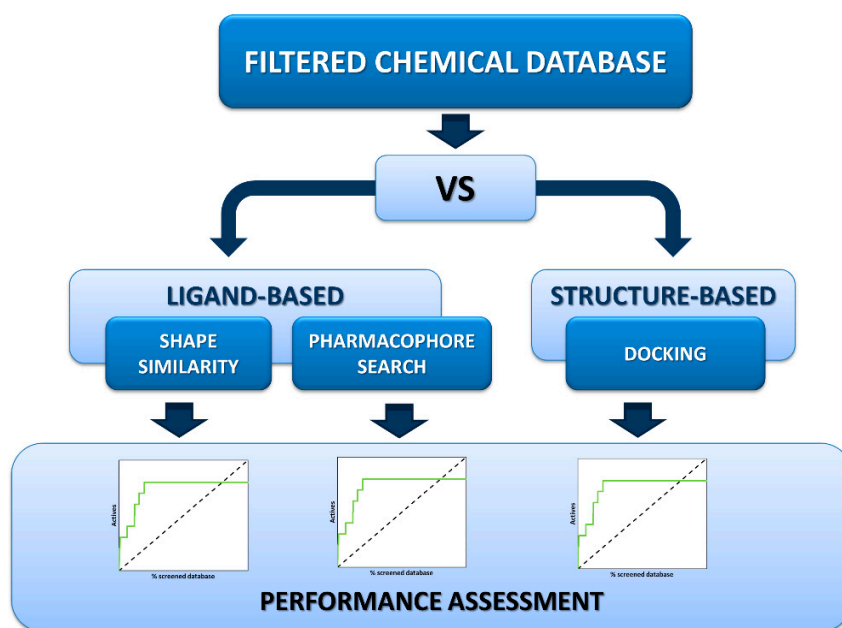 FILTERED CHEMICAL DATABASE
VS
LIGAND-BASED
STRUCTURE-BASED
SHAPE
SIMILARITY
PHARMACOPHORE
SEARCH
DOCKING
Actives
% screened database
Actives
% screened database
Actives
% screened database
PERFORMANCE ASSESSMENT